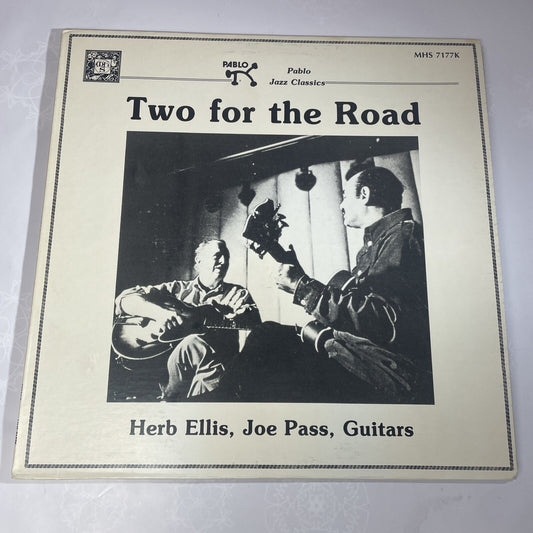 MHS 7177K
PABLO
Pablo
Jazz Classics
Two for the Road
Herb Ellis, Joe Pass, Guitars